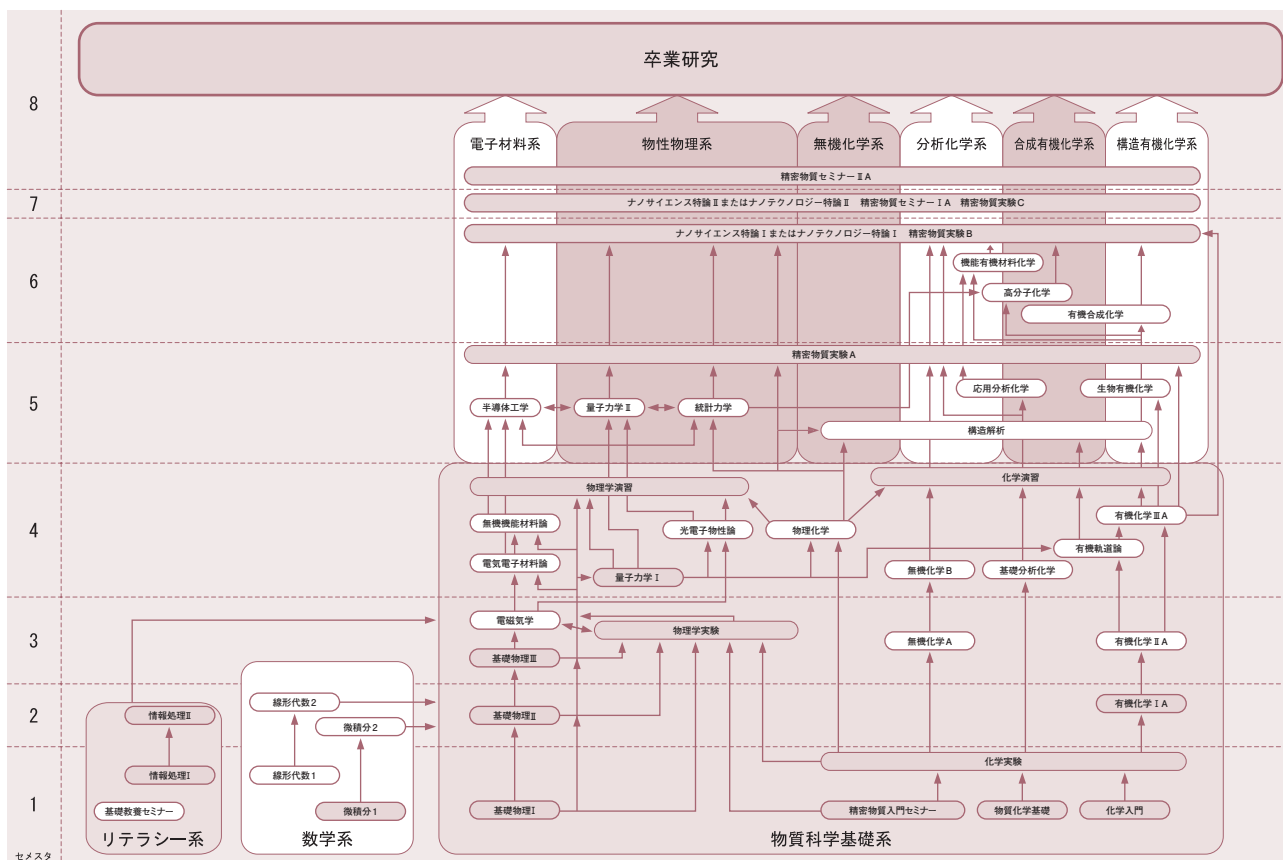 卒業研究
8
電子材料系
物性物理系
無機化学系
分析化学系
合成有機化学系
構造有機化学系
精密物質セミナーⅡA
7
ナノサイエンス特論Ⅱまたはナノテクノロジー特論Ⅱ 精密物質セミナーⅠA 精密物質実験C
ナノサイエンス特論Ⅰまたはナノテクノロジー特論Ⅰ 精密物質実験B
6
機能有機材料化学
高分子化学
有機合成化学
精密物質実験A
5
応用分析化学
生物有機化学
半導体工学
量子力学Ⅱ
統計力学
構造解析
4
化学演習
物理学演習
無機機能材料論
光電子物性論
物理化学
有機化学ⅢA
有機軌道論
電気電子材料論
量子力学Ⅰ
無機化学B
基礎分析化学
3
電磁気学
物理学実験
無機化学A
有機化学ⅡA
基礎物理Ⅲ
2
線形代数2
有機化学ⅠA
情報処理Ⅱ
微積分2
基礎物理Ⅱ
化学実験
情報処理Ⅰ
線形代数1
1
基礎教養セミナー
微積分1
基礎物理Ⅰ
精密物質入門セミナー
物質化学基礎
化学入門
リテラシー系
数学系
物質科学基礎系
セメスタ